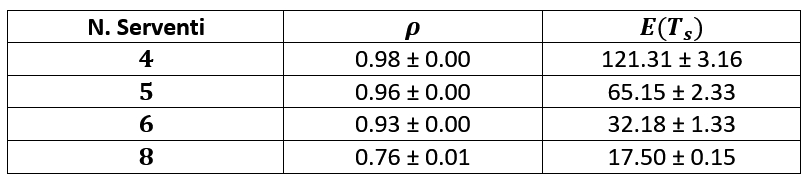 N. Serventi ρ E(Tₛ)
4 0.98 ± 0.00 121.31 ± 3.16
5 0.96 ± 0.00 65.15 ± 2.33
6 0.93 ± 0.00 32.18 ± 1.33
8 0.76 ± 0.01 17.50 ± 0.15